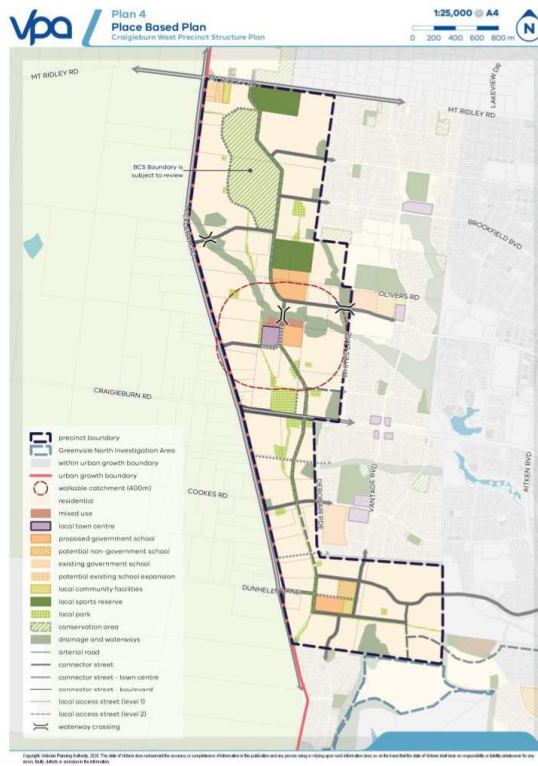 vpa
Plan 4
Place Based Plan
Craigieburn West Precinct Structure Plan
1:25,000 @ A4
0 200 400 600 800 m
N
MT RIDLEY RD
LAKEVIEW DR
MT RIDLEY RD
BCS Boundary is
subject to review
BROOKFIELD BVD
OLIVERS RD
CRAIGIEBURN RD
AITKEN BVD
VANTAGE BVD
COOKES RD
precinct boundary
Greenvale North Investigation Area
within urban growth boundary
urban growth boundary
walkable catchment (400m)
residential
mixed use
local town centre
proposed government school
potential non-government school
existing government school
potential existing school expansion
local community facilities
local sports reserve
local park
conservation area
drainage and waterways
arterial road
connector street
connector street - town centre
connector street - boulevard
local access street (level 1)
local access street (level 2)
waterway crossing